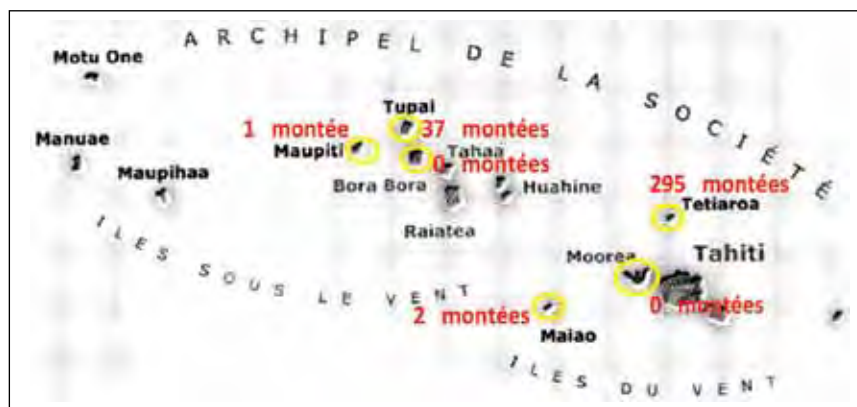 ARCHIPEL DE LA SOCIÉTÉ
Motu One
Tupai
1 montée
37 montées
Manuae
Maupiti
Tahaa
0 montées
Maupihaa
Bora Bora
Huahine
295 montées
Tetiaroa
Raiatea
Moorea
Tahiti
ILES SOUS LE VENT
2 montées
0 montées
Maiao
ILES DU VENT